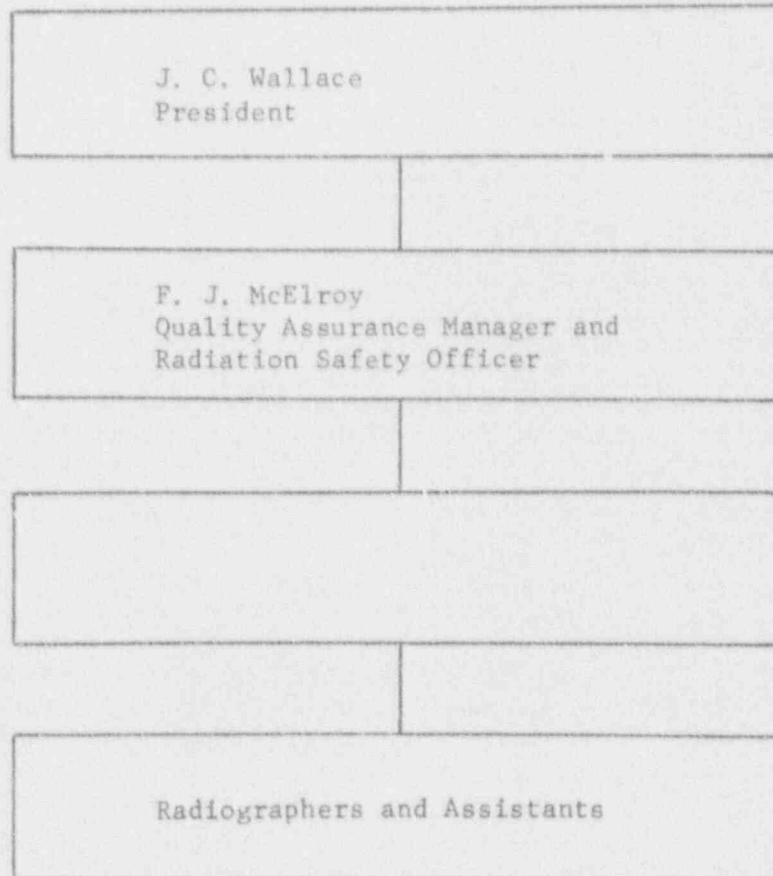 J. C. Wallace
President
F. J. McElroy
Quality Assurance Manager and
Radiation Safety Officer
Radiographers and Assistants